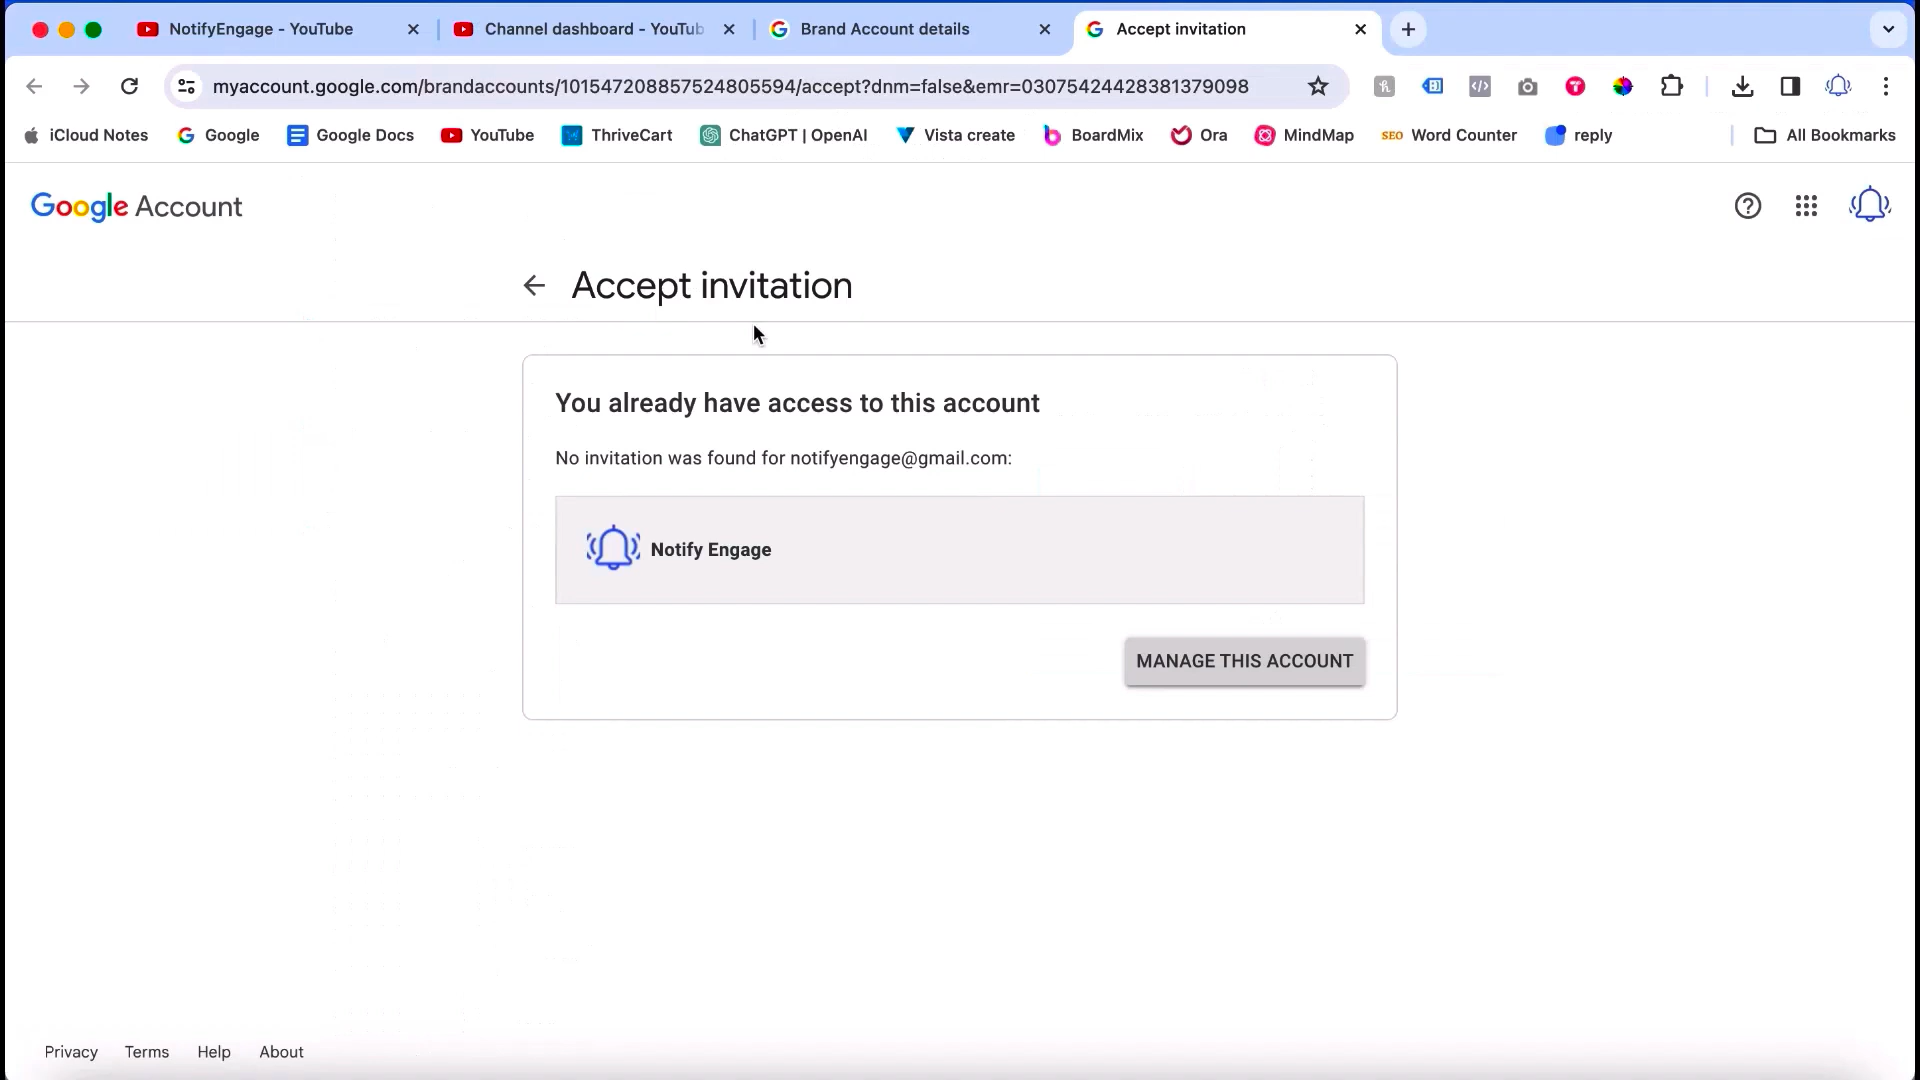 NotifyEngage - YouTube
Channel dashboard - YouTub
Brand Account details
Accept invitation
myaccount.google.com/brandaccounts/101547208857524805594/accept?dnm=false&emr=03075424428381379098
iCloud Notes
Google
Google Docs
YouTube
ThriveCart
ChatGPT | OpenAI
Vista create
BoardMix
Ora
MindMap
SEO Word Counter
reply
All Bookmarks
Google Account
Accept invitation
You already have access to this account
No invitation was found for notifyengage@gmail.com:
Notify Engage
MANAGE THIS ACCOUNT
Privacy
Terms
Help
About